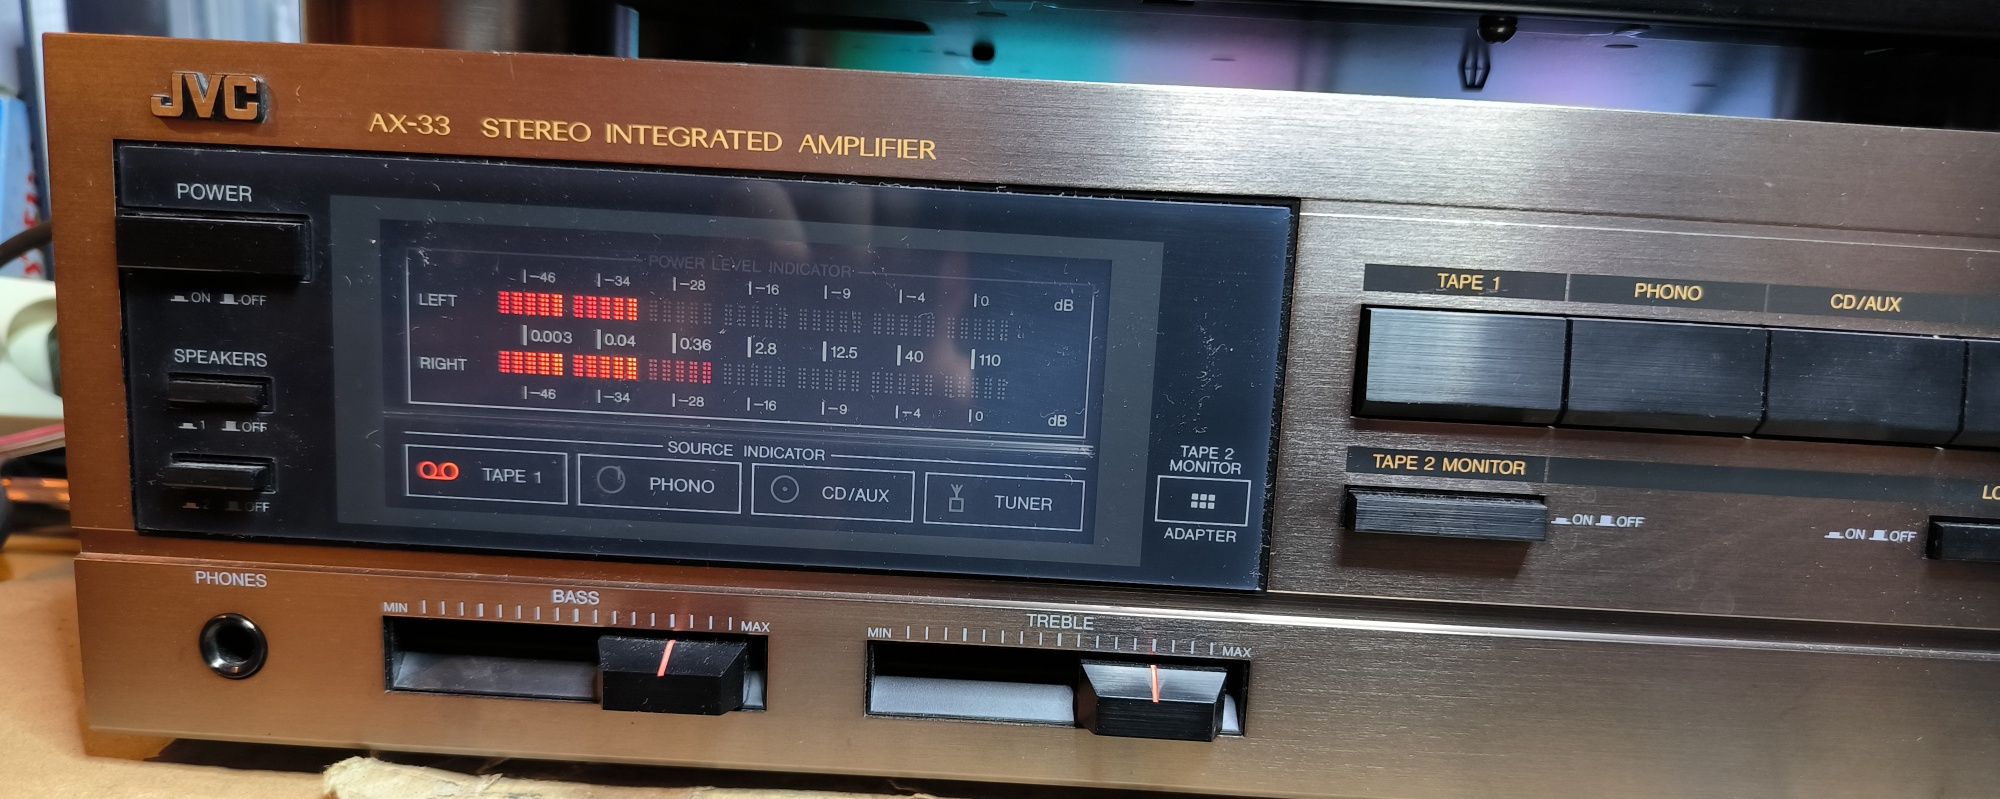 JVC
AX-33 STEREO INTEGRATED AMPLIFIER
POWER
ON OFF
SPEAKERS
1 OFF
2 OFF
POWER LEVEL INDICATOR
-46 -34 -28 -16 -9 -4 0 dB
LEFT
0.003 0.04 0.36 2.8 12.5 40 110
RIGHT
-46 -34 -28 -16 -9 -4 0 dB
SOURCE INDICATOR
TAPE 1 PHONO CD/AUX TUNER
TAPE 2
MONITOR
ADAPTER
TAPE 1 PHONO CD/AUX
TAPE 2 MONITOR
ON OFF
LO
ON OFF
PHONES
BASS
MIN MAX
TREBLE
MIN MAX